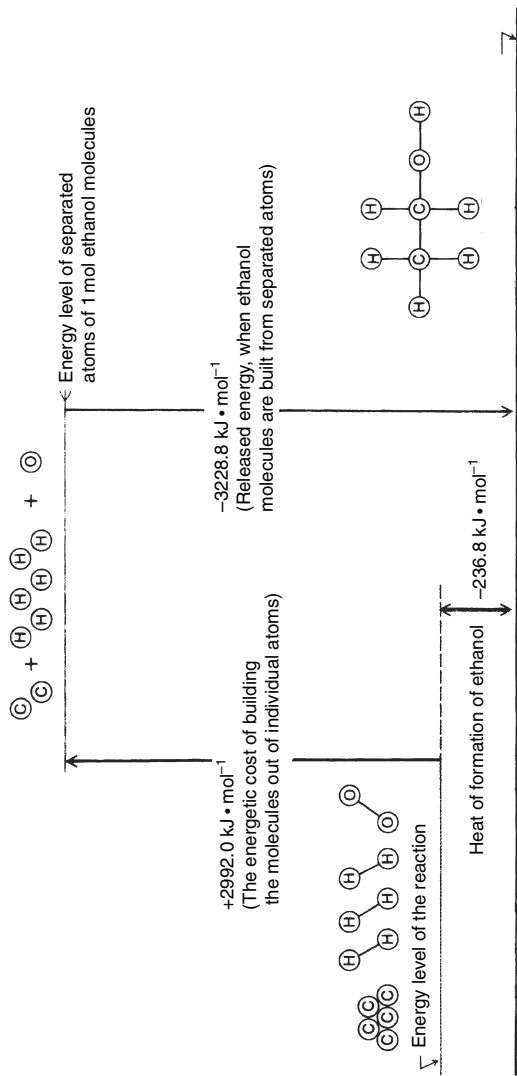 C
C
+
H
H
H
H
H
H
+
O
Energy level of separated
atoms of 1 mol ethanol molecules
+2992.0 kJ • mol⁻¹
(The energetic cost of building
the molecules out of individual atoms)
−3228.8 kJ • mol⁻¹
(Released energy, when ethanol
molecules are built from separated atoms)
C
C
C
C
C
H
H
H
H
H
H
O
O
Energy level of the reaction
Heat of formation of ethanol
−236.8 kJ • mol⁻¹
H
H
H
C
C
O
H
H
H